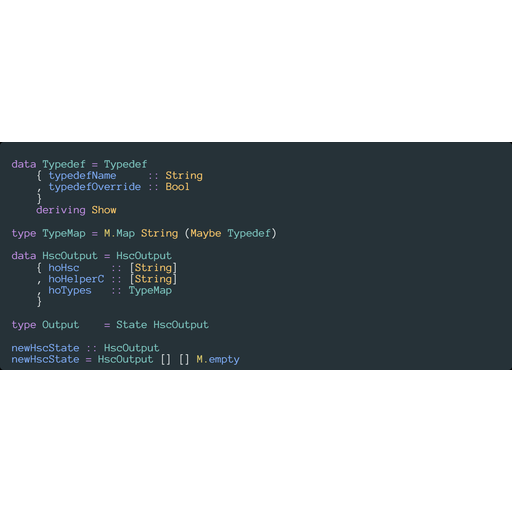 data Typedef = Typedef
    { typedefName     :: String
    , typedefOverride :: Bool
    }
    deriving Show

type TypeMap = M.Map String (Maybe Typedef)

data HscOutput = HscOutput
    { hoHsc     :: [String]
    , hoHelperC :: [String]
    , hoTypes   :: TypeMap
    }

type Output    = State HscOutput

newHscState :: HscOutput
newHscState = HscOutput [] [] M.empty